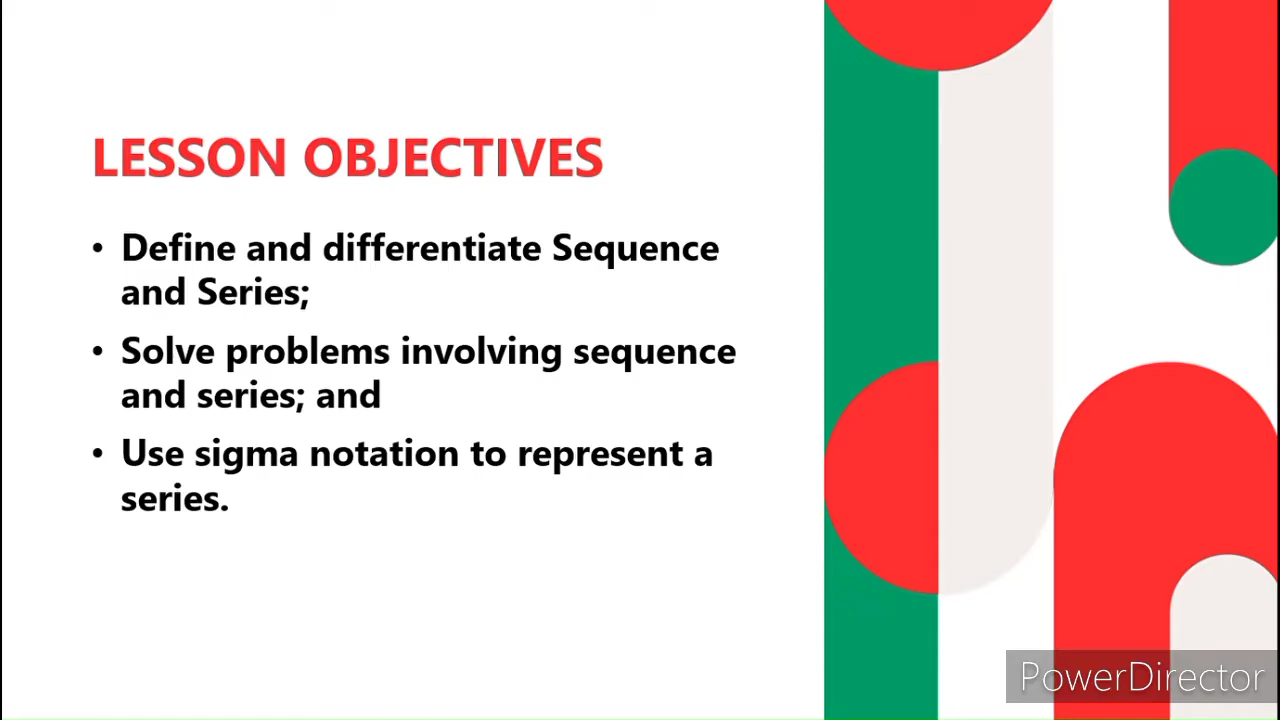 LESSON OBJECTIVES
• Define and differentiate Sequence
and Series;
• Solve problems involving sequence
and series; and
• Use sigma notation to represent a
series.
PowerDirector